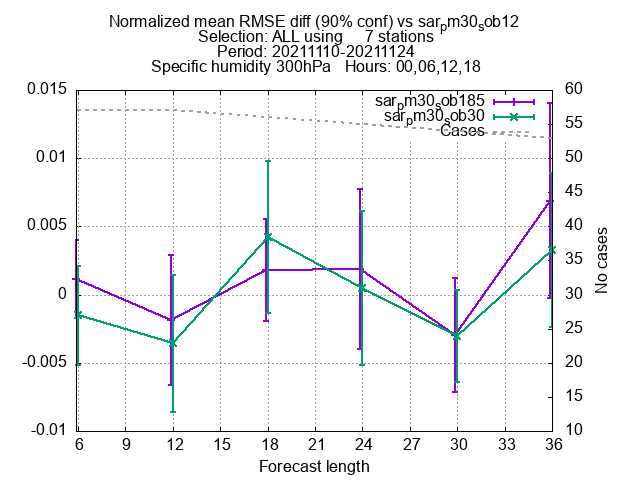 Normalized mean RMSE diff (90% conf) vs sarpm30sob12
Selection: ALL using 7 stations
Period: 20211110-20211124
Specific humidity 300hPa Hours: 00,06,12,18
sarpm30sob185
sarpm30sob30
Cases
0.015
0.01
0.005
0
-0.005
-0.01
60
55
50
45
40
35
30
25
20
15
10
No cases
6 9 12 15 18 21 24 27 30 33 36
Forecast length